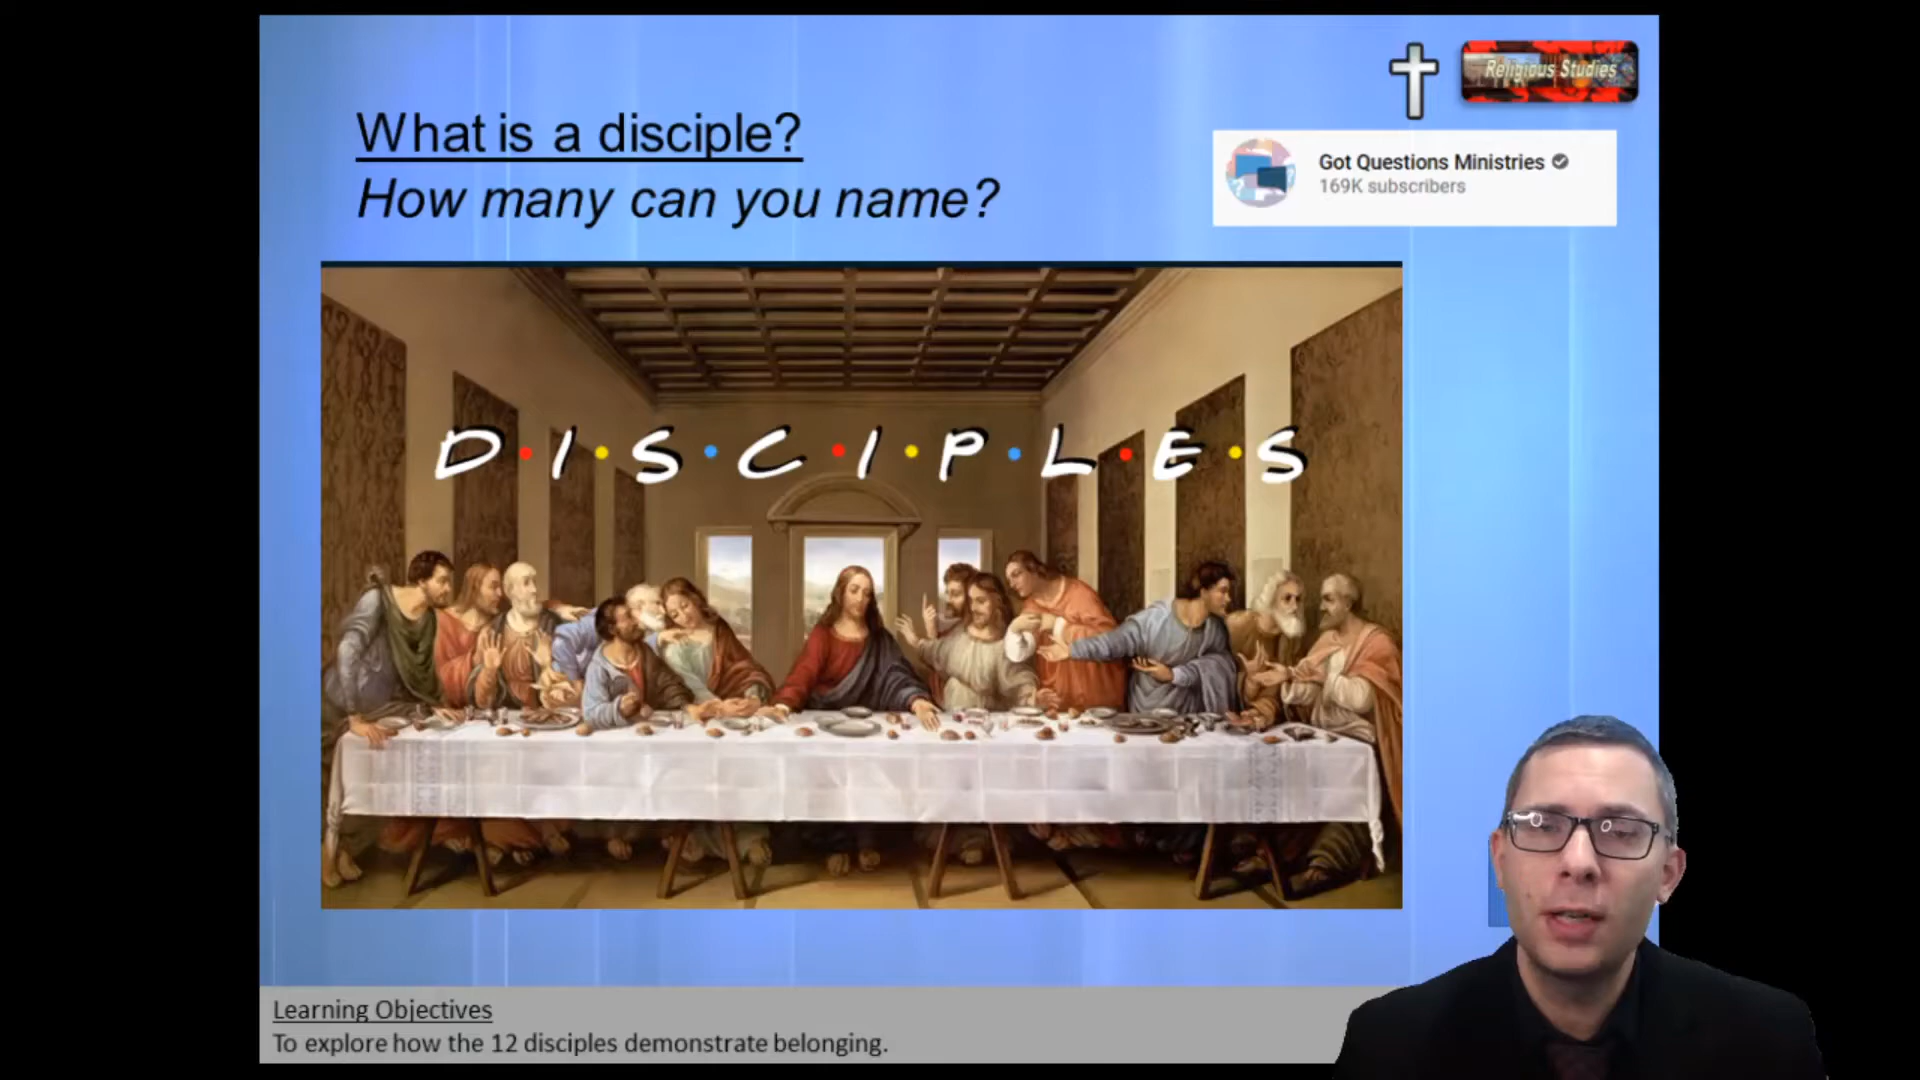 Religious Studies
What is a disciple?
How many can you name?
Got Questions Ministries
169K subscribers
D·I·S·C·I·P·L·E·S
Learning Objectives
To explore how the 12 disciples demonstrate belonging.